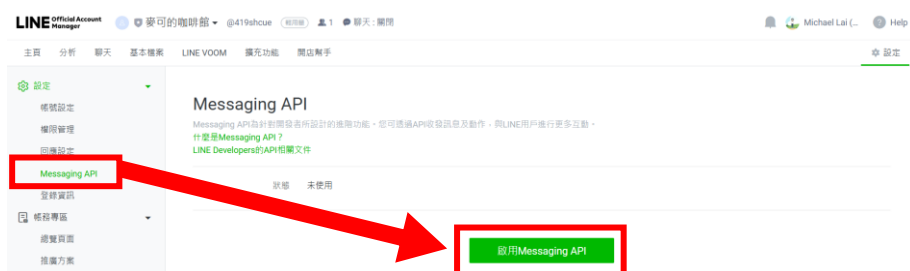 LINE Official Account Manager 麥可的咖啡館 @419shcue 輕用量 1 聊天:關閉 Michael Lai (... Help
主頁 分析 聊天 基本檔案 LINE VOOM 擴充功能 開店幫手 設定
設定
帳號設定
權限管理
回應設定
Messaging API
登錄資訊
帳務專區
總覽頁面
推廣方案
Messaging API
Messaging API為針對開發者所設計的進階功能。您可透過API收發訊息及動作,與LINE用戶進行更多互動。
什麼是Messaging API?
LINE Developers的API相關文件
狀態 未使用
啟用Messaging API